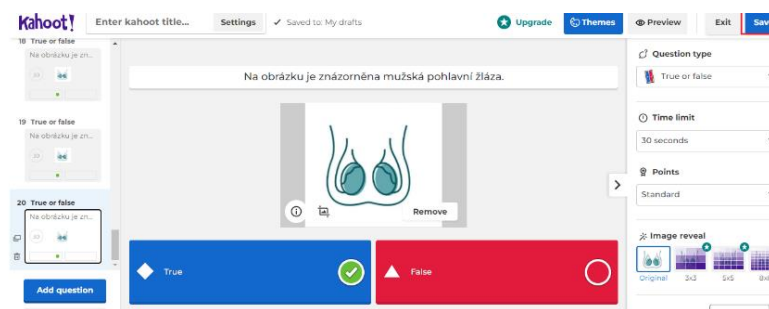 Kahoot! Enter kahoot title... Settings ✓ Saved to: My drafts Upgrade Themes Preview Exit Sav
18 True or false
Na obrázku je zn...
19 True or false
Na obrázku je zn...
20 True or false
Na obrázku je zn...
Add question
Na obrázku je znázorněna mužská pohlavní žláza.
Remove
True
False
Question type
True or false
Time limit
30 seconds
Points
Standard
Image reveal
Original 3x3 5x5 8x